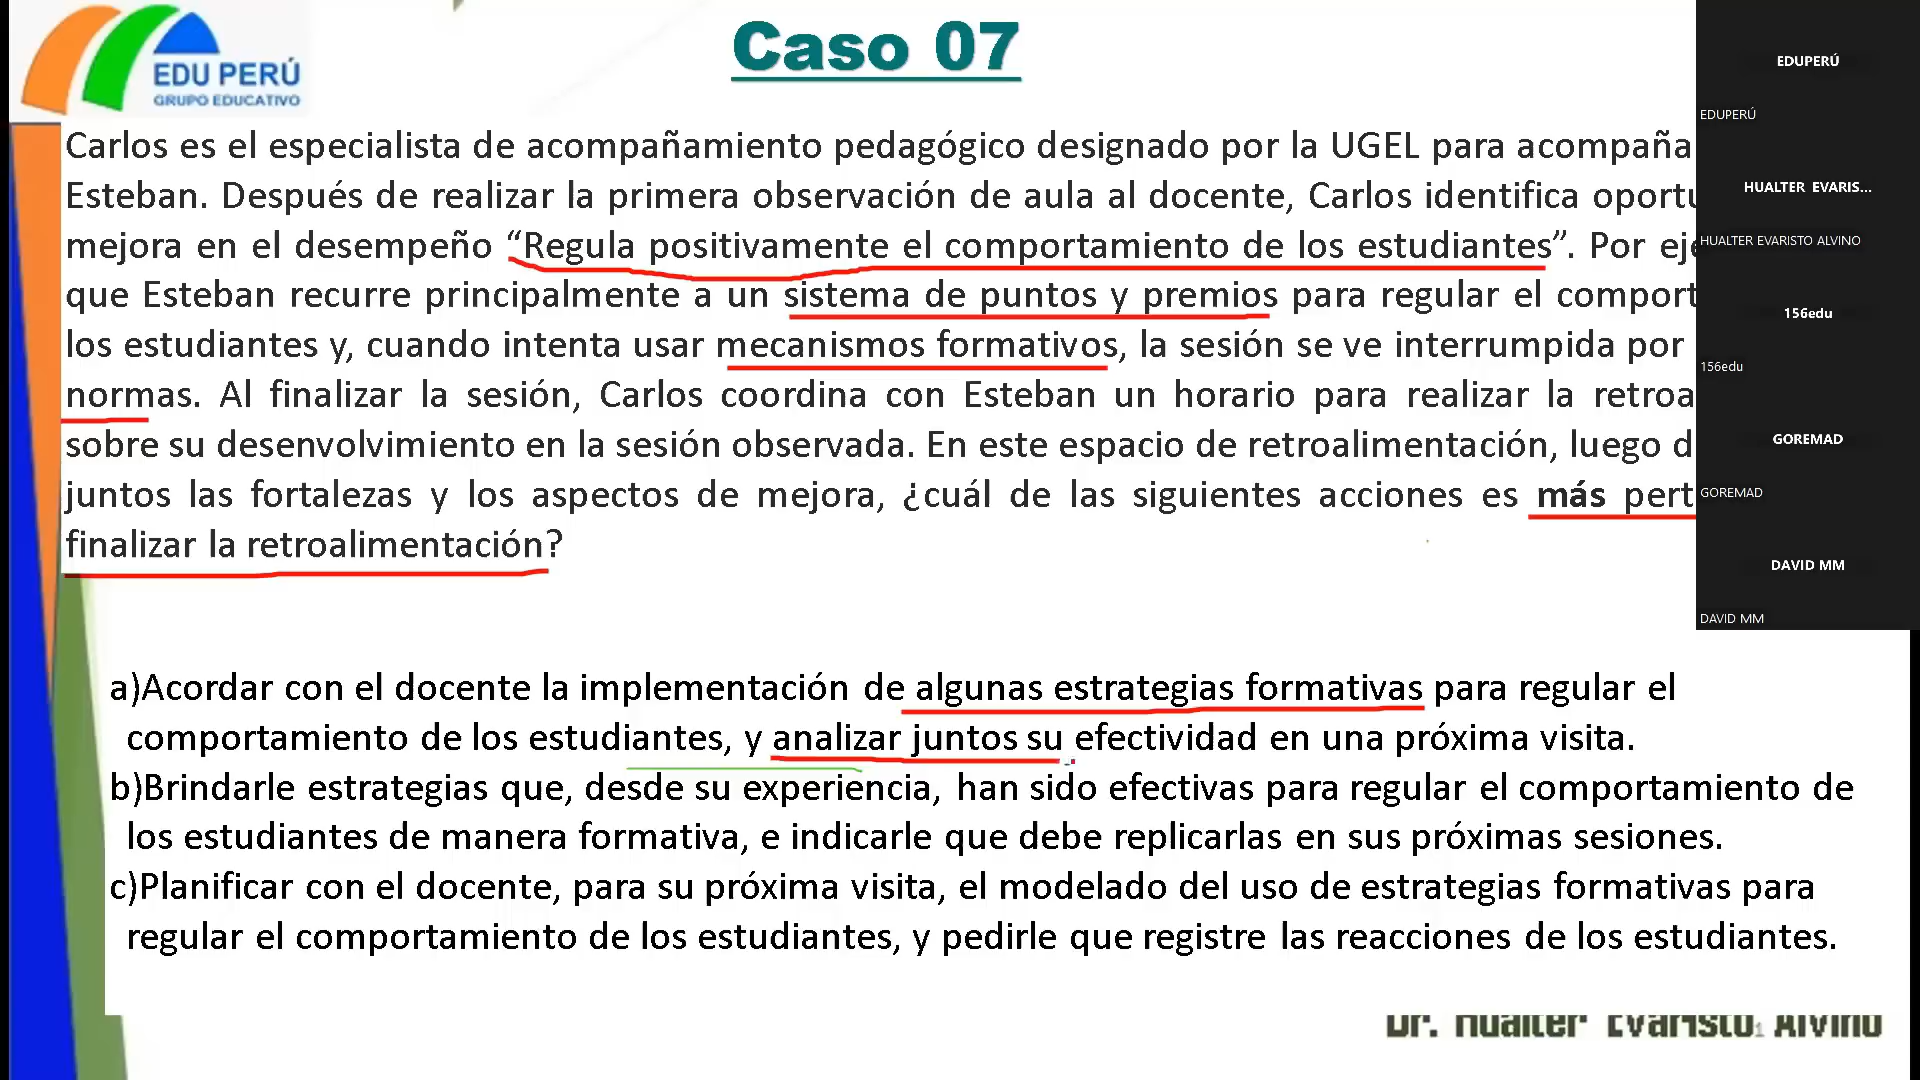 EDU PERÚ
GRUPO EDUCATIVO
Caso 07
Carlos es el especialista de acompañamiento pedagógico designado por la UGEL para acompaña
Esteban. Después de realizar la primera observación de aula al docente, Carlos identifica oportu
mejora en el desempeño “Regula positivamente el comportamiento de los estudiantes”. Por eje
que Esteban recurre principalmente a un sistema de puntos y premios para regular el comport
los estudiantes y, cuando intenta usar mecanismos formativos, la sesión se ve interrumpida por
normas. Al finalizar la sesión, Carlos coordina con Esteban un horario para realizar la retroa
sobre su desenvolvimiento en la sesión observada. En este espacio de retroalimentación, luego d
juntos las fortalezas y los aspectos de mejora, ¿cuál de las siguientes acciones es más pert
finalizar la retroalimentación?
a)Acordar con el docente la implementación de algunas estrategias formativas para regular el
comportamiento de los estudiantes, y analizar juntos su efectividad en una próxima visita.
b)Brindarle estrategias que, desde su experiencia, han sido efectivas para regular el comportamiento de
los estudiantes de manera formativa, e indicarle que debe replicarlas en sus próximas sesiones.
c)Planificar con el docente, para su próxima visita, el modelado del uso de estrategias formativas para
regular el comportamiento de los estudiantes, y pedirle que registre las reacciones de los estudiantes.
Dr. Hualter Evaristo Alvino
EDUPERÚ
EDUPERÚ
HUALTER EVARIS...
HUALTER EVARISTO ALVINO
156edu
156edu
GOREMAD
GOREMAD
DAVID MM
DAVID MM